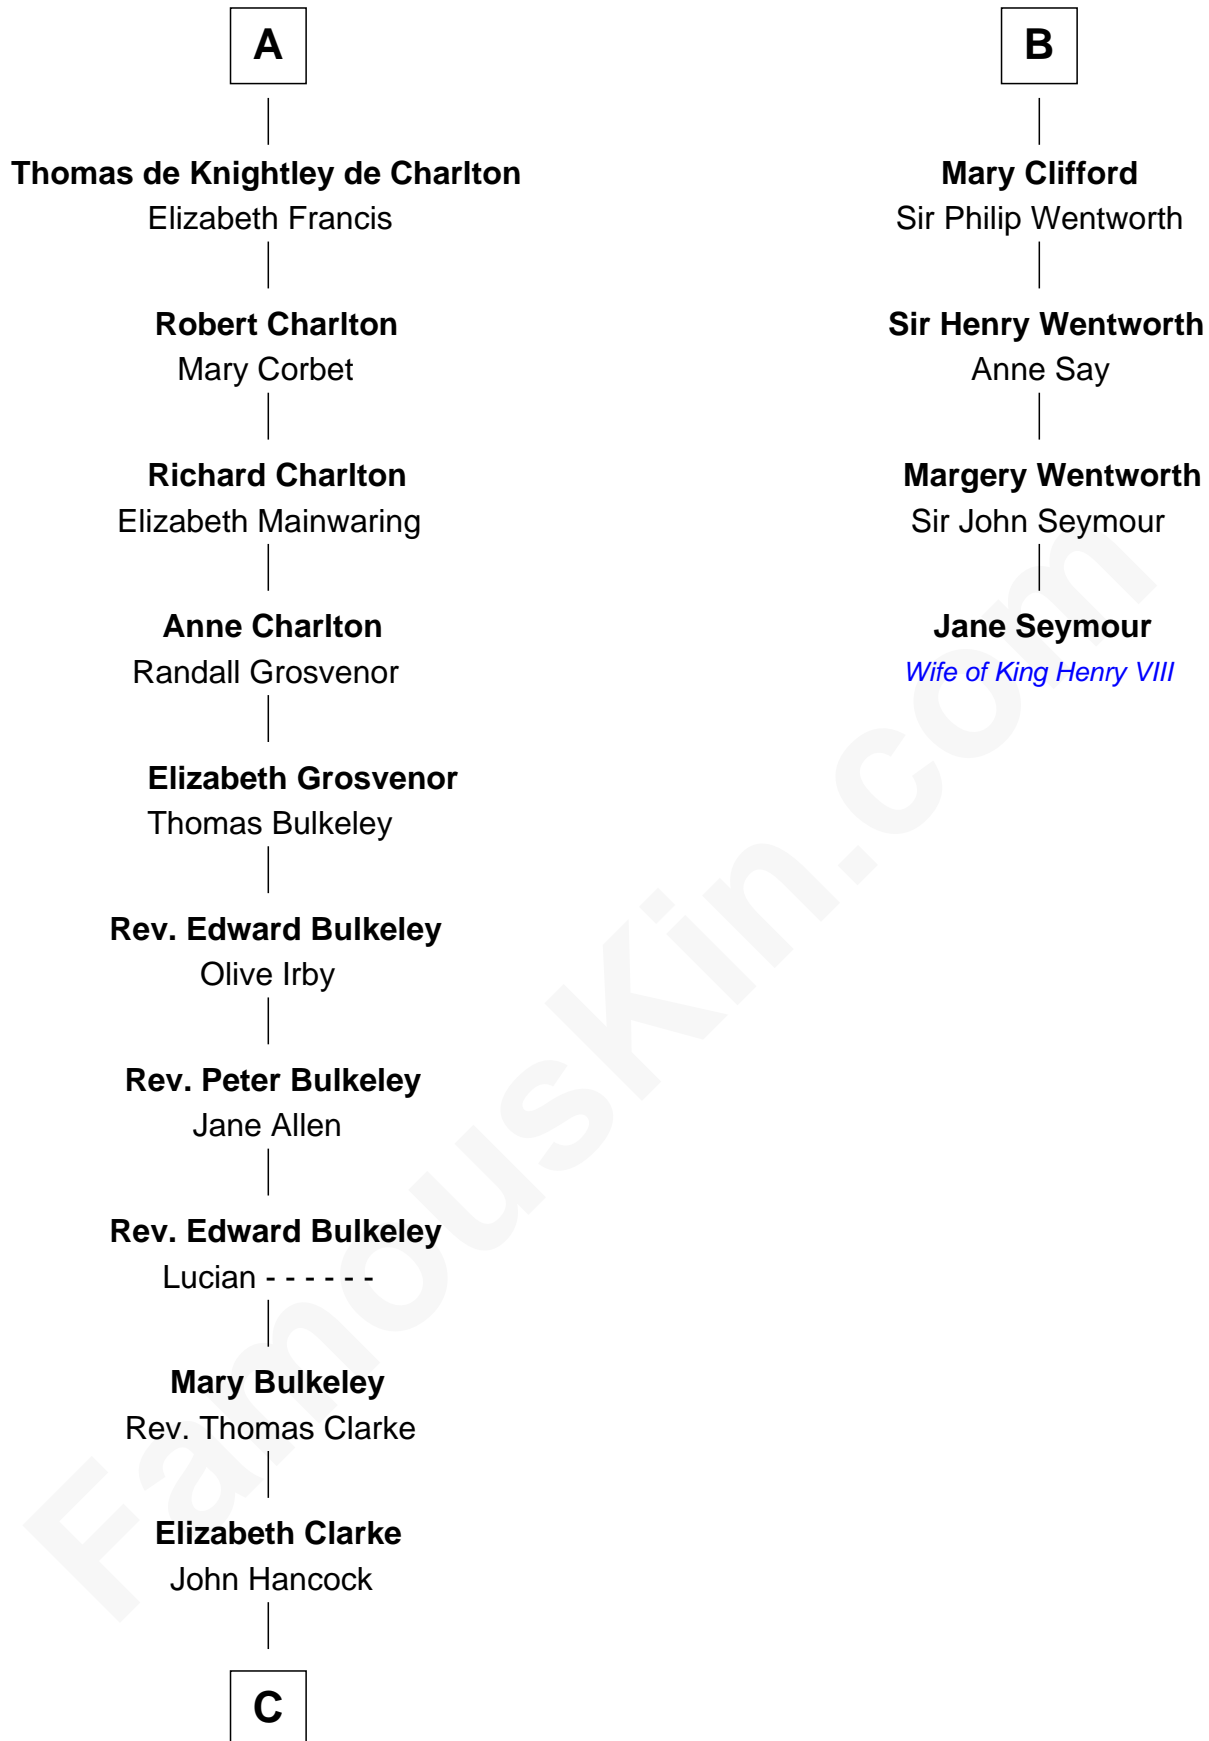 A
Thomas de Knightley de Charlton
Elizabeth Francis
Robert Charlton
Mary Corbet
Richard Charlton
Elizabeth Mainwaring
Anne Charlton
Randall Grosvenor
Elizabeth Grosvenor
Thomas Bulkeley
Rev. Edward Bulkeley
Olive Irby
Rev. Peter Bulkeley
Jane Allen
Rev. Edward Bulkeley
Lucian - - - - - -
Mary Bulkeley
Rev. Thomas Clarke
Elizabeth Clarke
John Hancock
C
B
Mary Clifford
Sir Philip Wentworth
Sir Henry Wentworth
Anne Say
Margery Wentworth
Sir John Seymour
Jane Seymour
Wife of King Henry VIII
FamousKin.com